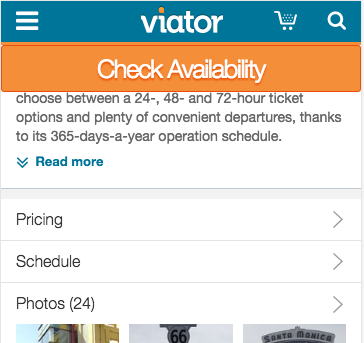 viator
Check Availability
choose between a 24-, 48- and 72-hour ticket
options and plenty of convenient departures, thanks
to its 365-days-a-year operation schedule.
Read more
Pricing
Schedule
Photos (24)
66
SANTA MONICA